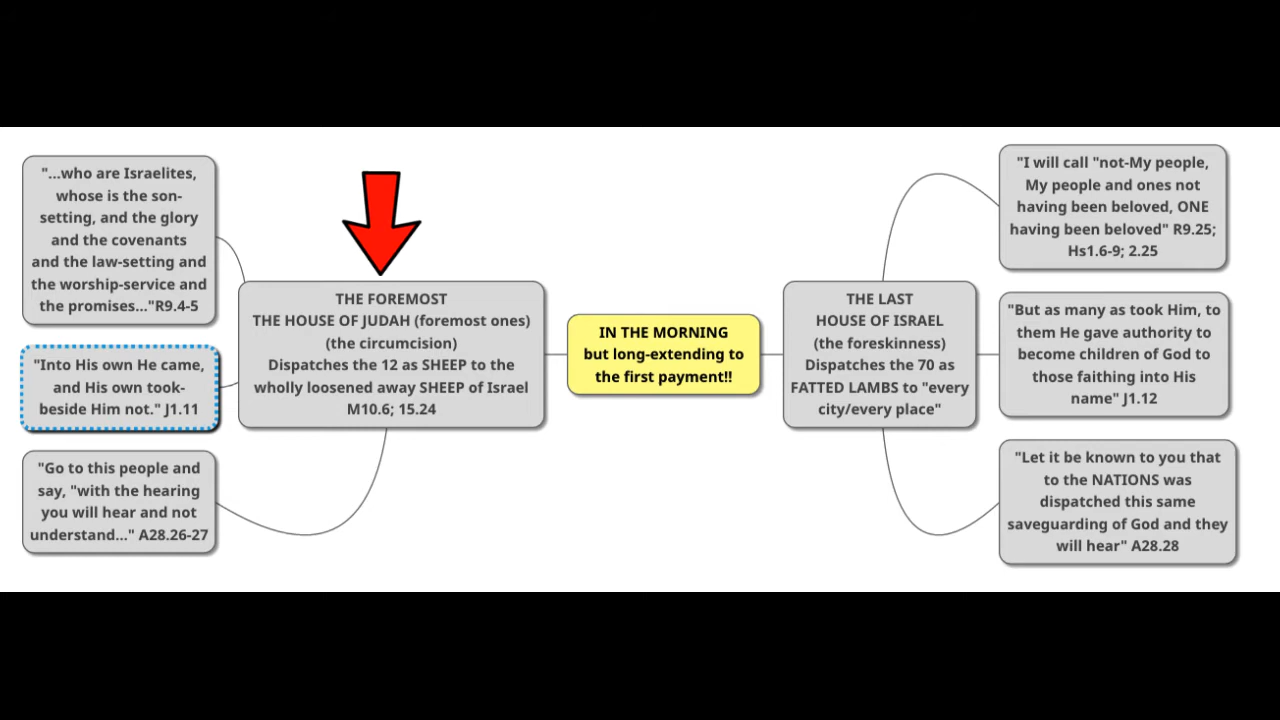 "...who are Israelites,
whose is the son-
setting, and the glory
and the covenants
and the law-setting and
the worship-service and
the promises..."R9.4-5
"Into His own He came,
and His own took-
beside Him not." J1.11
"Go to this people and
say, "with the hearing
you will hear and not
understand..." A28.26-27
THE FOREMOST
THE HOUSE OF JUDAH (foremost ones)
(the circumcision)
Dispatches the 12 as SHEEP to the
wholly loosened away SHEEP of Israel
M10.6; 15.24
IN THE MORNING
but long-extending to
the first payment!!
THE LAST
HOUSE OF ISRAEL
(the foreskinness)
Dispatches the 70 as
FATTED LAMBS to "every
city/every place"
"I will call "not-My people,
My people and ones not
having been beloved, ONE
having been beloved" R9.25;
Hs1.6-9; 2.25
"But as many as took Him, to
them He gave authority to
become children of God to
those faithing into His
name" J1.12
"Let it be known to you that
to the NATIONS was
dispatched this same
saveguarding of God and they
will hear" A28.28